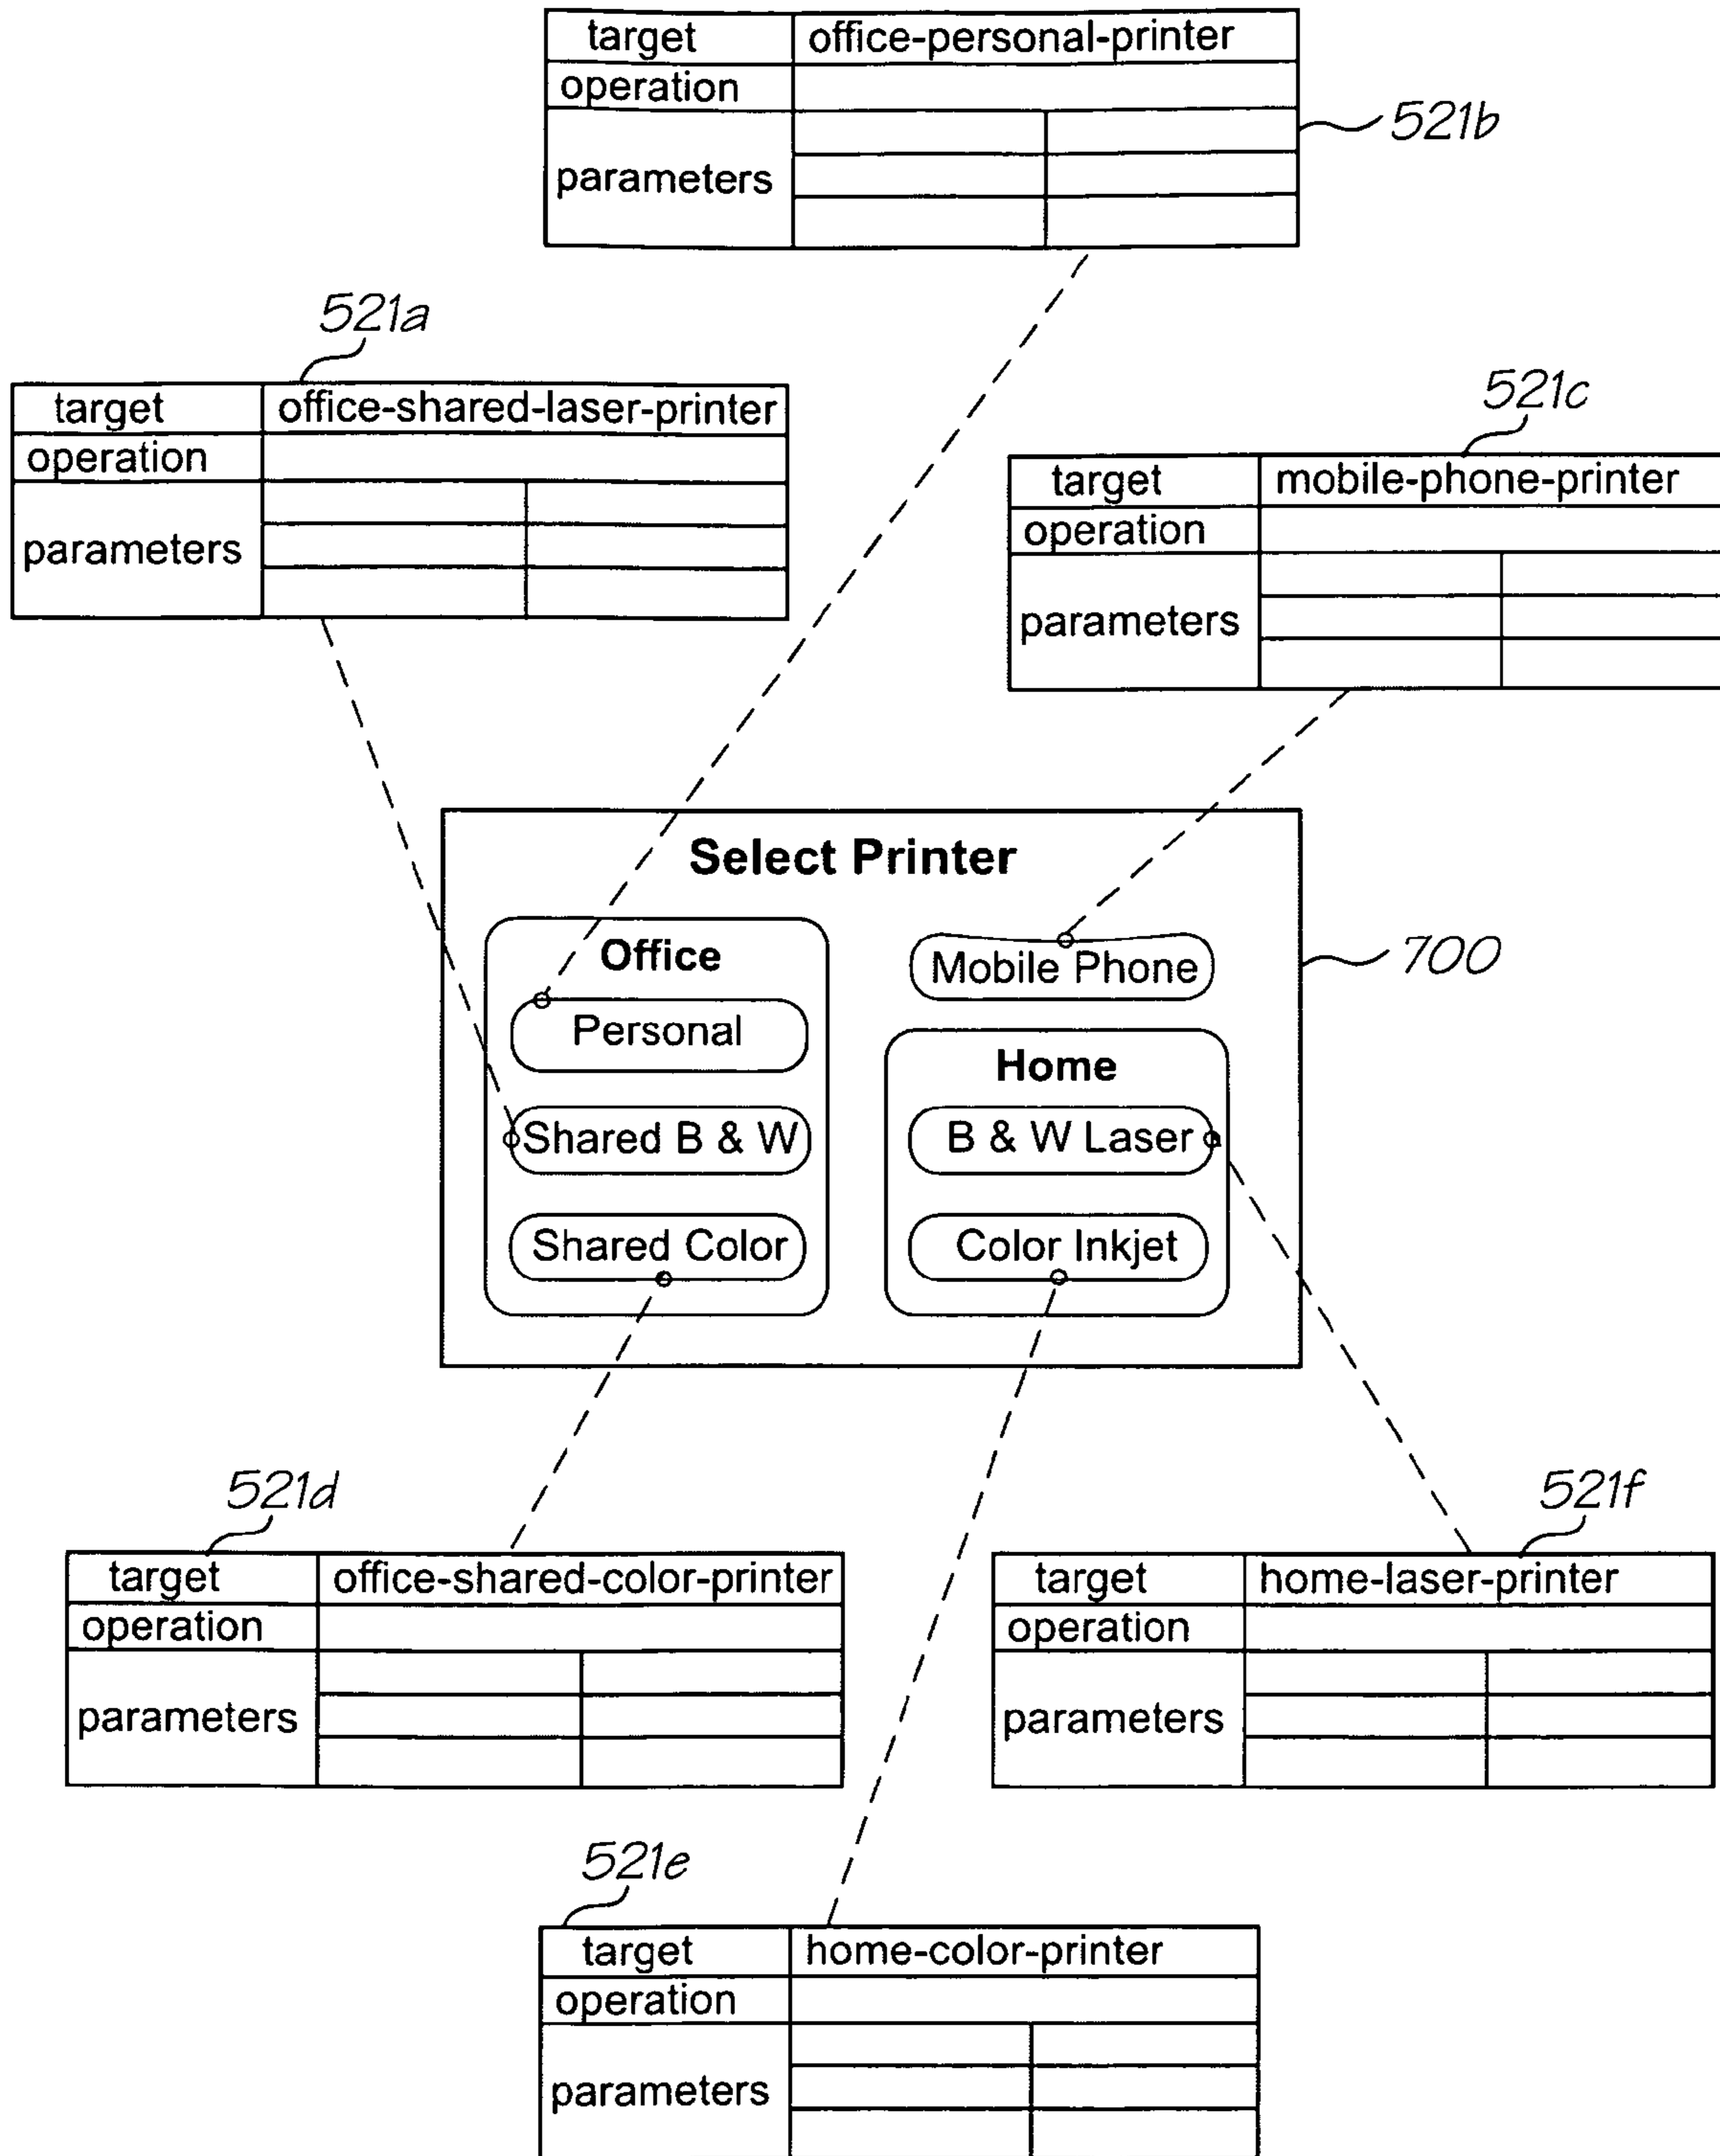 target office-personal-printer
operation
parameters
521b
521a
target office-shared-laser-printer
operation
parameters
521c
target mobile-phone-printer
operation
parameters
Select Printer
Office
Personal
Shared B & W
Shared Color
Mobile Phone
Home
B & W Laser
Color Inkjet
700
521d
target office-shared-color-printer
operation
parameters
521f
target home-laser-printer
operation
parameters
521e
target home-color-printer
operation
parameters